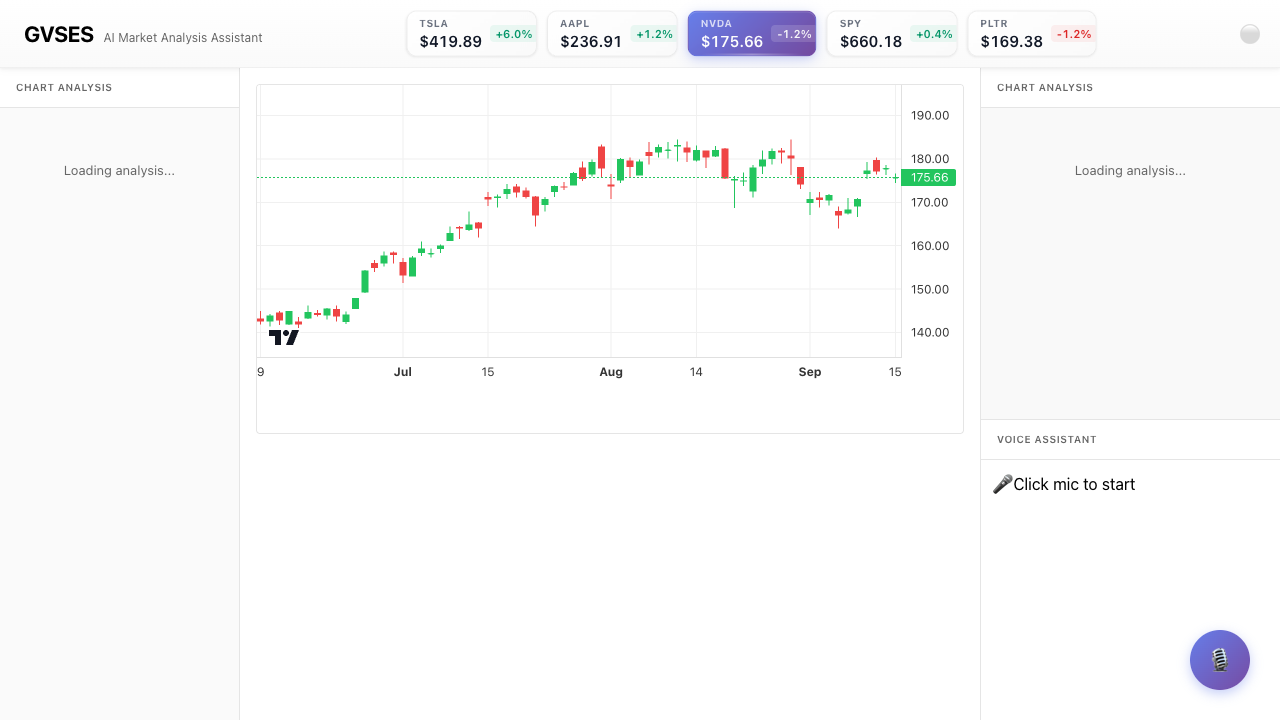 GVSES AI Market Analysis Assistant
TSLA
$419.89 +6.0%
AAPL
$236.91 +1.2%
NVDA
$175.66 -1.2%
SPY
$660.18 +0.4%
PLTR
$169.38 -1.2%
CHART ANALYSIS
Loading analysis...
190.00
180.00
175.66
170.00
160.00
150.00
140.00
9 Jul 15 Aug 14 Sep 15
CHART ANALYSIS
Loading analysis...
VOICE ASSISTANT
🎤Click mic to start